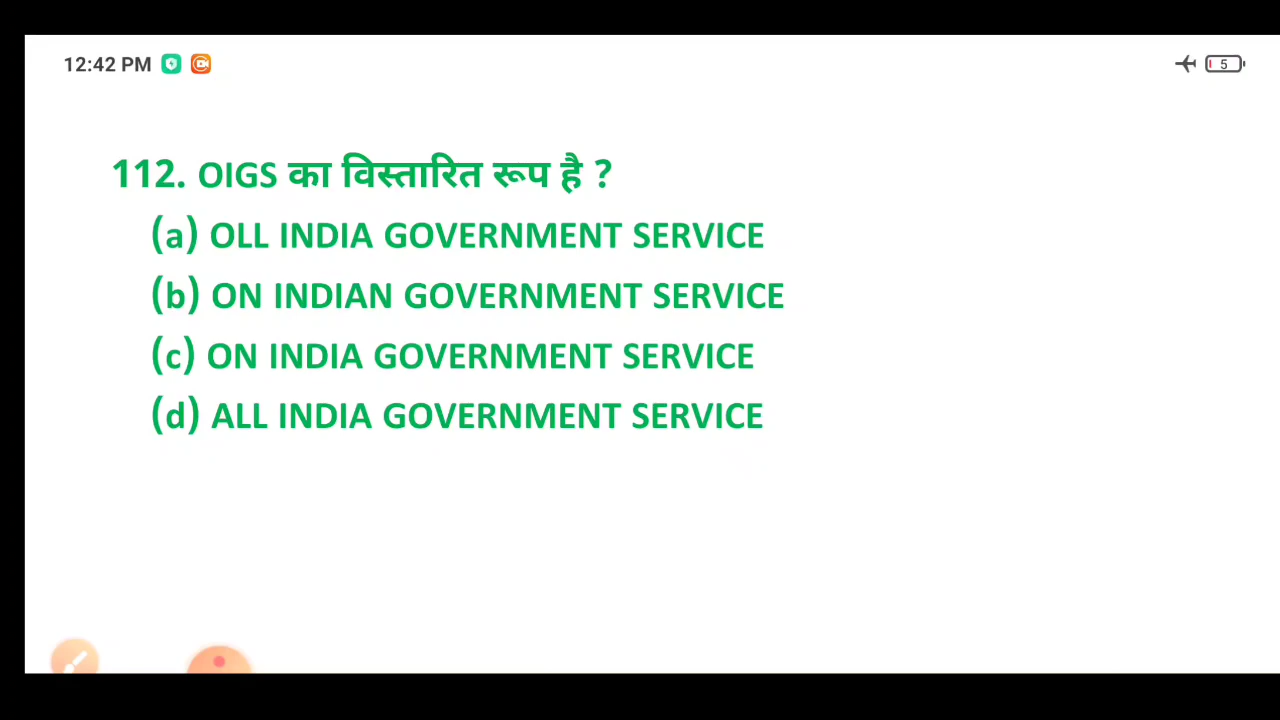 12:42 PM 5
112. OIGS का विस्तारित रूप है ?
(a) OLL INDIA GOVERNMENT SERVICE
(b) ON INDIAN GOVERNMENT SERVICE
(c) ON INDIA GOVERNMENT SERVICE
(d) ALL INDIA GOVERNMENT SERVICE